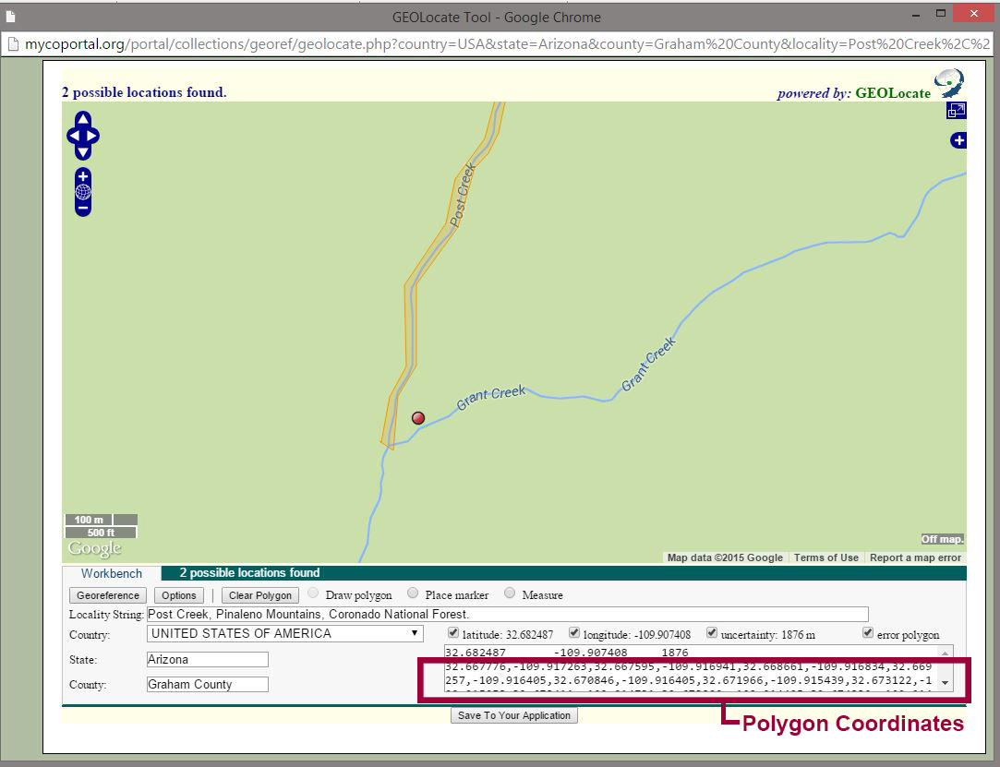 GEOLocate Tool - Google Chrome
mycoportal.org/portal/collections/georef/geolocate.php?country=USA&state=Arizona&county=Graham%20County&locality=Post%20Creek%2C%2
2 possible locations found.
powered by: GEOLocate
Post Creek
Grant Creek
Grant Creek
100 m
500 ft
Google
Off map.
Map data ©2015 Google
Terms of Use
Report a map error
Workbench
2 possible locations found
Georeference
Options
|
Clear Polygon
Draw polygon
Place marker
Measure
Locality String: Post Creek, Pinaleno Mountains, Coronado National Forest.
Country: UNITED STATES OF AMERICA
latitude: 32.682487
longitude: -109.907408
uncertainty: 1876 m
error polygon
State: Arizona
County: Graham County
32.682487 -109.907408 1876
32.667776,-109.917263,32.667595,-109.916941,32.668661,-109.916834,32.669
257,-109.916405,32.670846,-109.916405,32.671966,-109.915439,32.673122,-1
Save To Your Application
Polygon Coordinates